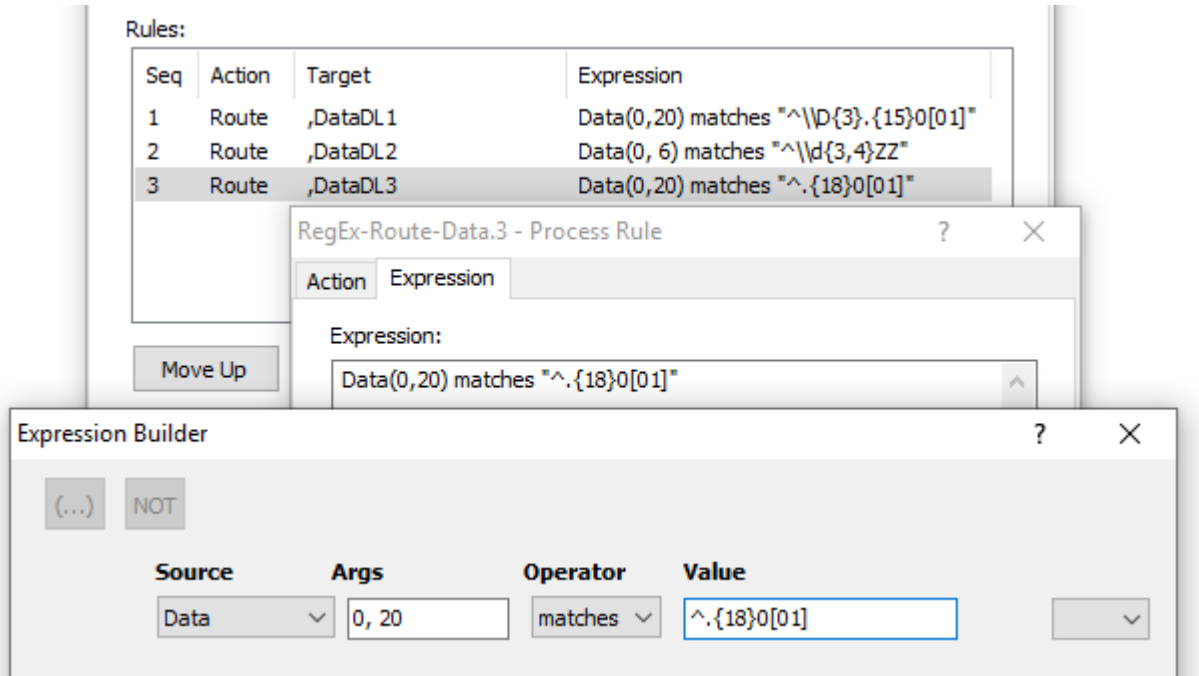 Rules:
Seq Action Target Expression
1 Route ,DataDL1 Data(0,20) matches "^\\D{3}.{15}0[01]"
2 Route ,DataDL2 Data(0, 6) matches "^\\d{3,4}ZZ"
3 Route ,DataDL3 Data(0,20) matches "^.{18}0[01]"
RegEx-Route-Data.3 - Process Rule ?
Action Expression
Expression:
Move Up
Data(0,20) matches "^.{18}0[01]"
Expression Builder ?
(...) NOT
Source Args Operator Value
Data 0, 20 matches ^.{18}0[01]